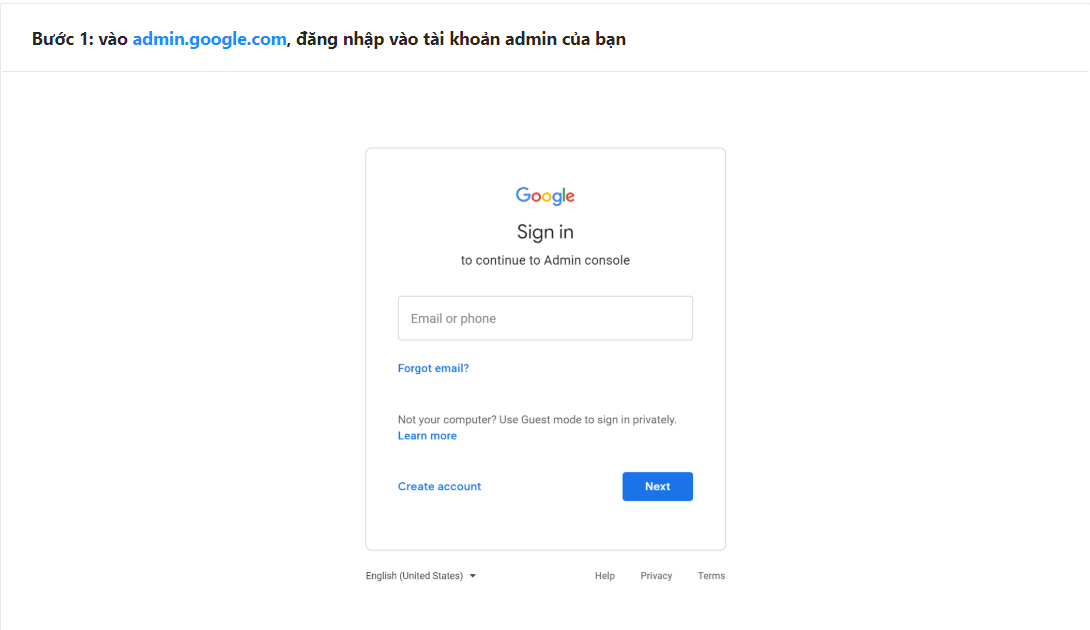 Bước 1: vào admin.google.com, đăng nhập vào tài khoản admin của bạn
Google
Sign in
to continue to Admin console
Email or phone
Forgot email?
Not your computer? Use Guest mode to sign in privately.
Learn more
Create account
Next
English (United States)
Help
Privacy
Terms